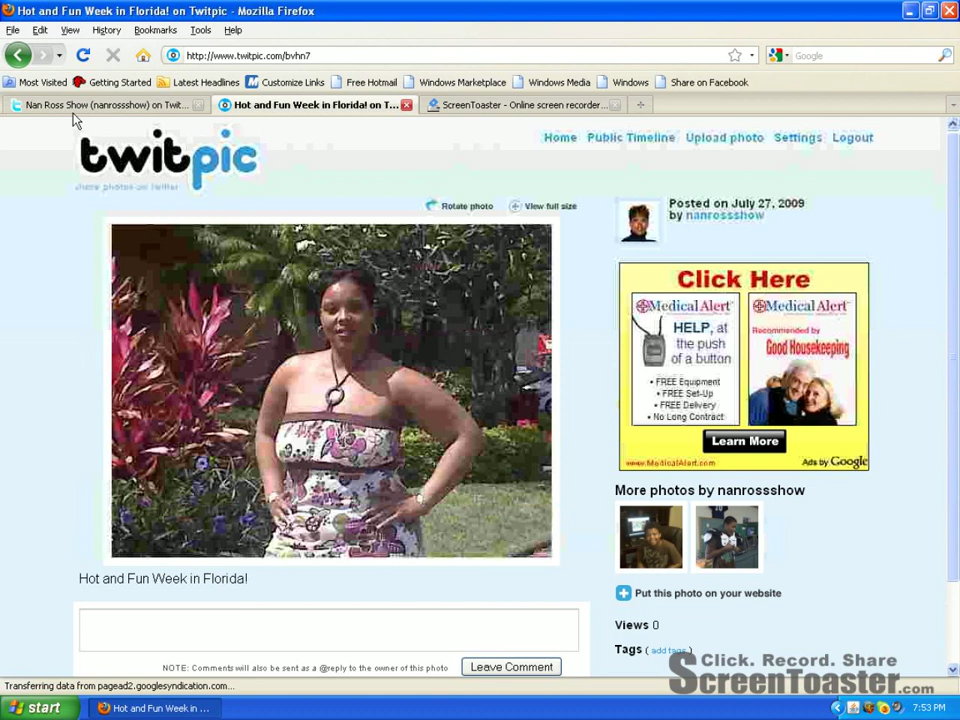 Hot and Fun Week in Florida! on Twitpic - Mozilla Firefox
File Edit View History Bookmarks Tools Help
http://www.twitpic.com/bvhn7
Google
Most Visited Getting Started Latest Headlines Customize Links Free Hotmail Windows Marketplace Windows Media Windows Share on Facebook
Nan Ross Show (nanrossshow) on Twit... Hot and Fun Week in Florida! on T... ScreenToaster - Online screen recorder...
twitpic
share photos on twitter
Home Public Timeline Upload photo Settings Logout
Rotate photo View full size
Posted on July 27, 2009
by nanrossshow
Click Here
Medical Alert
HELP, at
the push
of a button
• FREE Equipment
• FREE Set-Up
• FREE Delivery
• No Long Contract
Medical Alert
Recommended by
Good Housekeeping
Learn More
www.MedicalAlert.com
Ads by Google
More photos by nanrossshow
Put this photo on your website
Hot and Fun Week in Florida!
Views 0
Tags ( add tags )
NOTE: Comments will also be sent as a @reply to the owner of this photo
Leave Comment
Click. Record. Share
ScreenToaster.com
Transferring data from pagead2.googlesyndication.com...
start
Hot and Fun Week in ...
7:53 PM